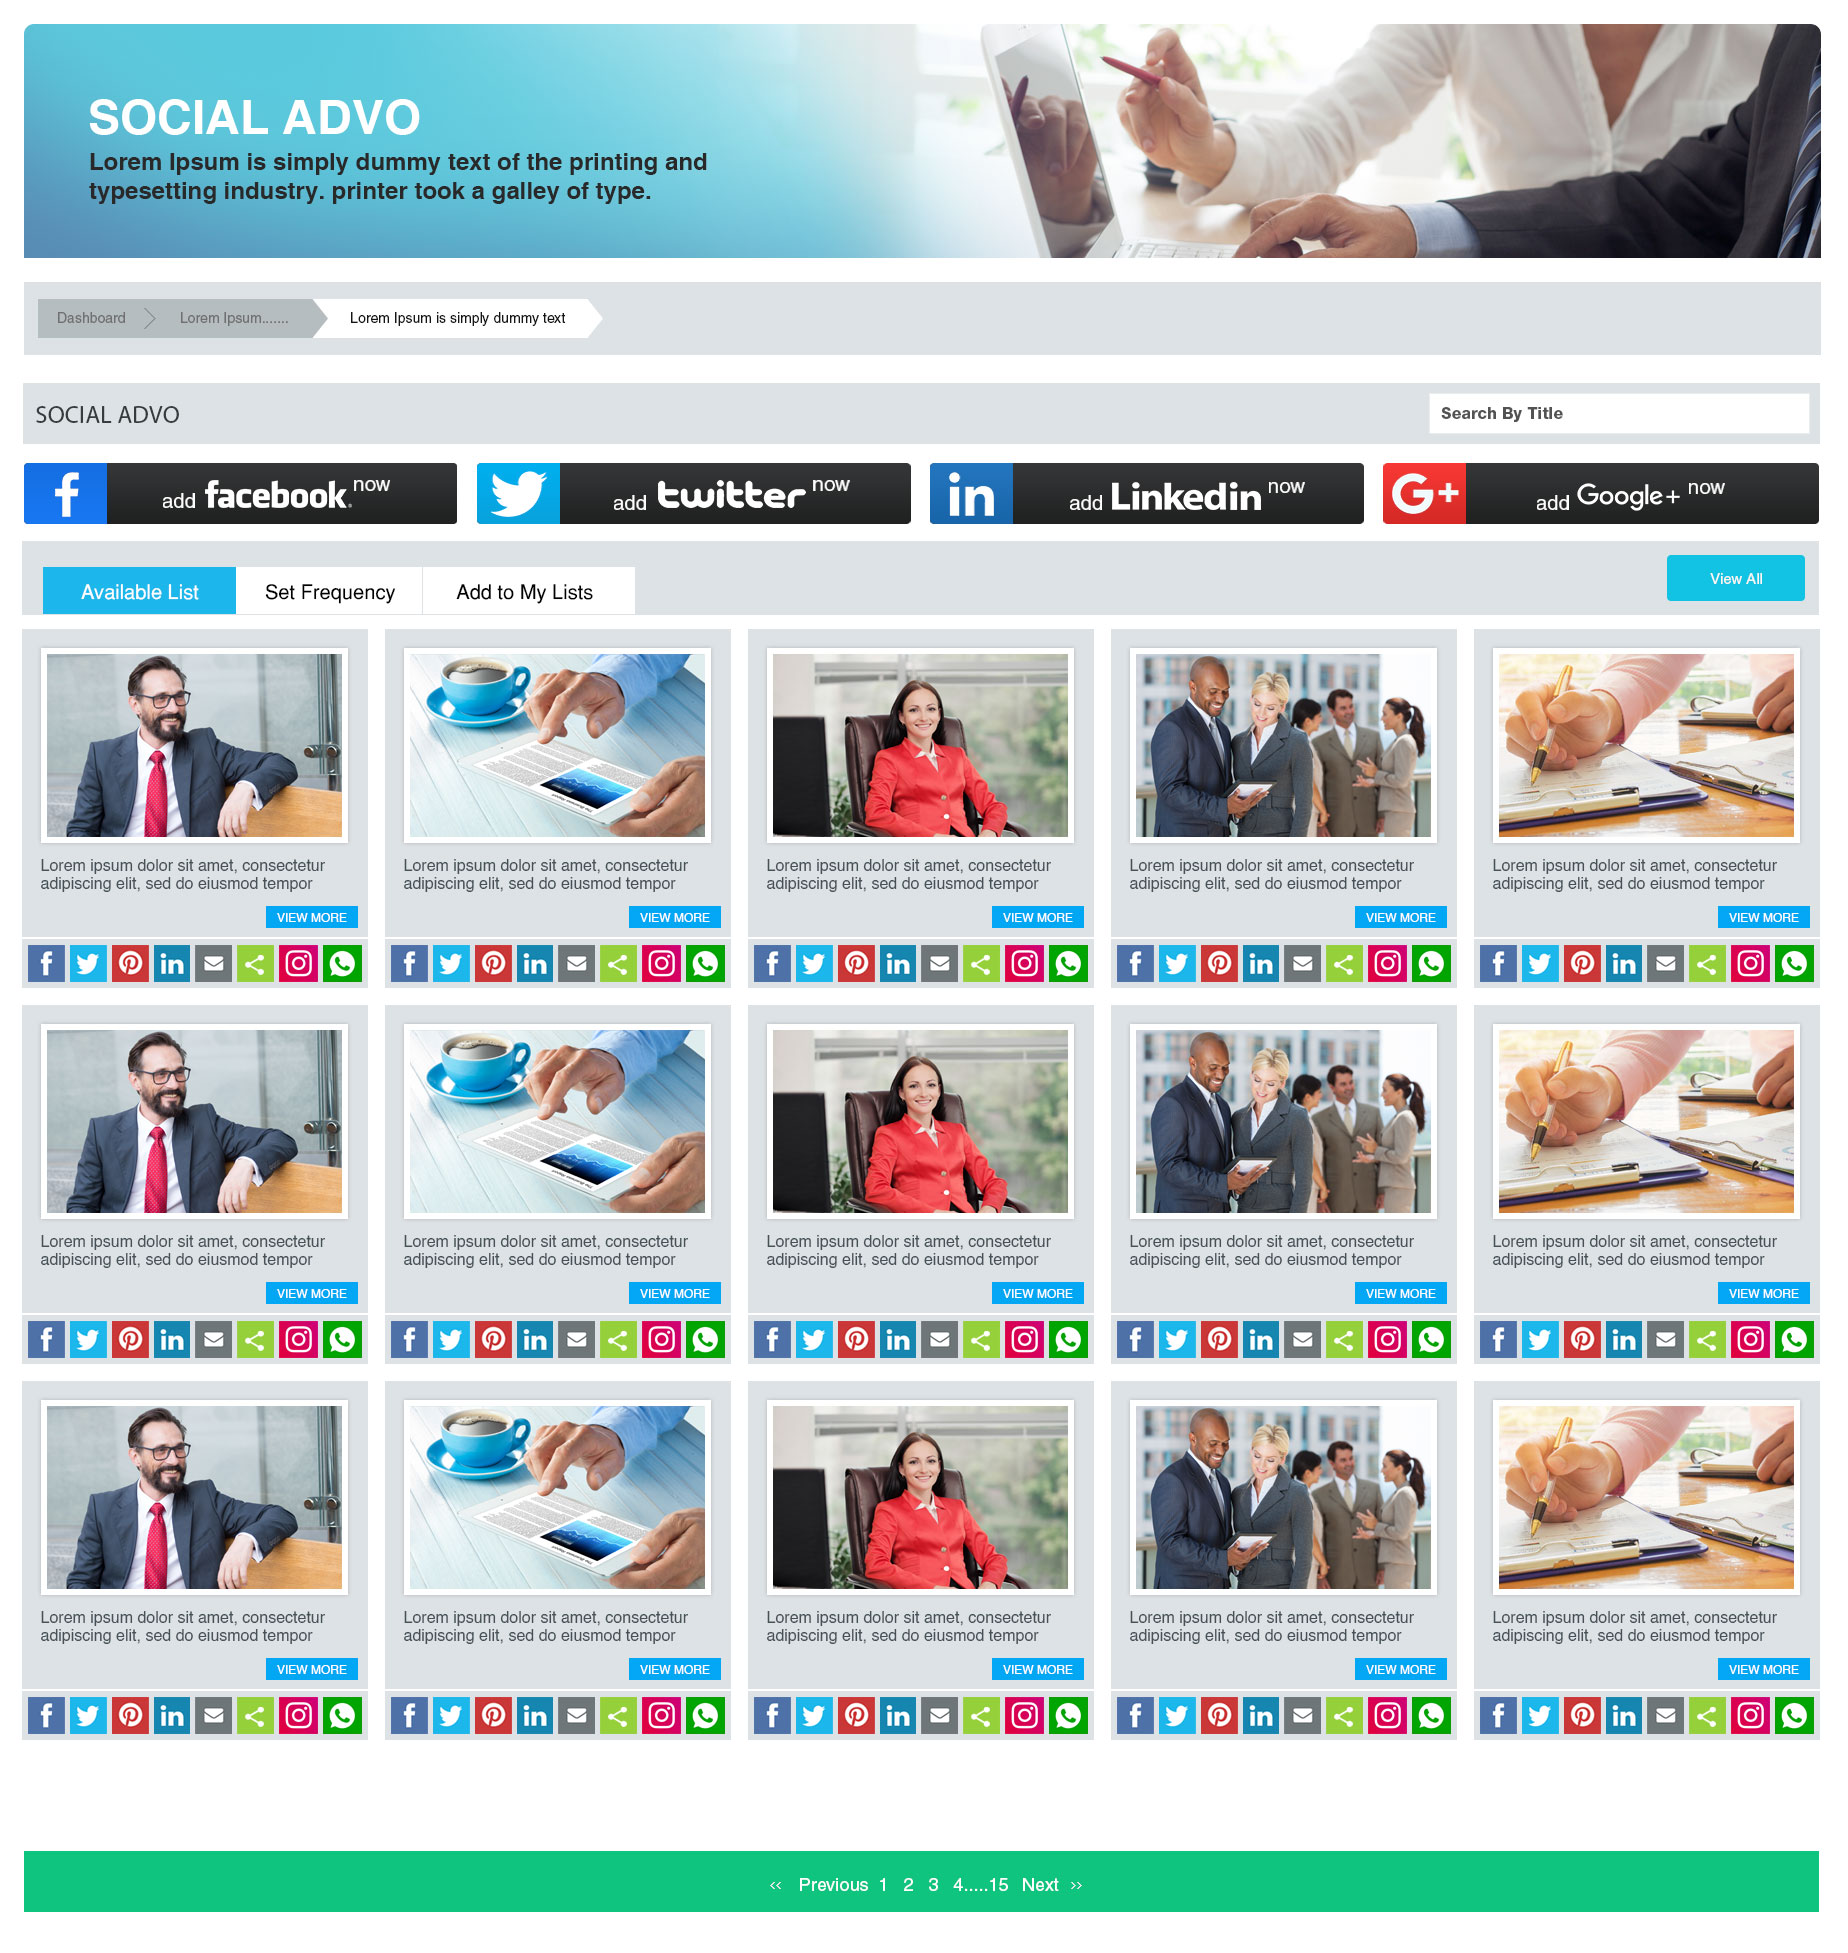 SOCIAL ADVO
Lorem Ipsum is simply dummy text of the printing and
typesetting industry. printer took a galley of type.
Dashboard Lorem Ipsum....... Lorem Ipsum is simply dummy text
SOCIAL ADVO Search By Title
add facebook. now add twitter now add Linkedin now G+ add Google+ now
Available List Set Frequency Add to My Lists View All
Lorem ipsum dolor sit amet, consectetur
adipiscing elit, sed do eiusmod tempor
VIEW MORE
Lorem ipsum dolor sit amet, consectetur
adipiscing elit, sed do eiusmod tempor
VIEW MORE
Lorem ipsum dolor sit amet, consectetur
adipiscing elit, sed do eiusmod tempor
VIEW MORE
Lorem ipsum dolor sit amet, consectetur
adipiscing elit, sed do eiusmod tempor
VIEW MORE
Lorem ipsum dolor sit amet, consectetur
adipiscing elit, sed do eiusmod tempor
VIEW MORE
Lorem ipsum dolor sit amet, consectetur
adipiscing elit, sed do eiusmod tempor
VIEW MORE
Lorem ipsum dolor sit amet, consectetur
adipiscing elit, sed do eiusmod tempor
VIEW MORE
Lorem ipsum dolor sit amet, consectetur
adipiscing elit, sed do eiusmod tempor
VIEW MORE
Lorem ipsum dolor sit amet, consectetur
adipiscing elit, sed do eiusmod tempor
VIEW MORE
Lorem ipsum dolor sit amet, consectetur
adipiscing elit, sed do eiusmod tempor
VIEW MORE
Lorem ipsum dolor sit amet, consectetur
adipiscing elit, sed do eiusmod tempor
VIEW MORE
Lorem ipsum dolor sit amet, consectetur
adipiscing elit, sed do eiusmod tempor
VIEW MORE
Lorem ipsum dolor sit amet, consectetur
adipiscing elit, sed do eiusmod tempor
VIEW MORE
Lorem ipsum dolor sit amet, consectetur
adipiscing elit, sed do eiusmod tempor
VIEW MORE
Lorem ipsum dolor sit amet, consectetur
adipiscing elit, sed do eiusmod tempor
VIEW MORE
‹‹ Previous 1 2 3 4.....15 Next ››